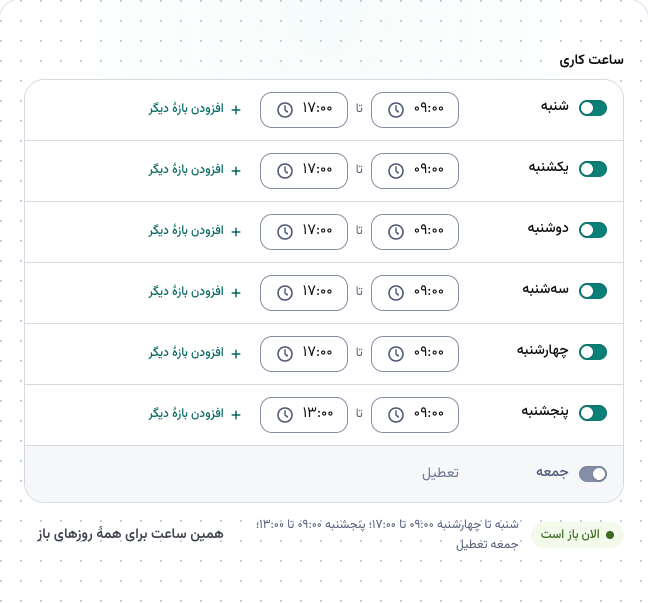 ساعت کاری
شنبه ۰۹:۰۰ تا ۱۷:۰۰ + افزودن بازهٔ دیگر
یکشنبه ۰۹:۰۰ تا ۱۷:۰۰ + افزودن بازهٔ دیگر
دوشنبه ۰۹:۰۰ تا ۱۷:۰۰ + افزودن بازهٔ دیگر
سه‌شنبه ۰۹:۰۰ تا ۱۷:۰۰ + افزودن بازهٔ دیگر
چهارشنبه ۰۹:۰۰ تا ۱۷:۰۰ + افزودن بازهٔ دیگر
پنجشنبه ۰۹:۰۰ تا ۱۳:۰۰ + افزودن بازهٔ دیگر
جمعه تعطیل
الان باز است
شنبه تا چهارشنبه ۰۹:۰۰ تا ۱۷:۰۰؛ پنجشنبه ۰۹:۰۰ تا ۱۳:۰۰؛
جمعه تعطیل
همین ساعت برای همهٔ روزهای باز